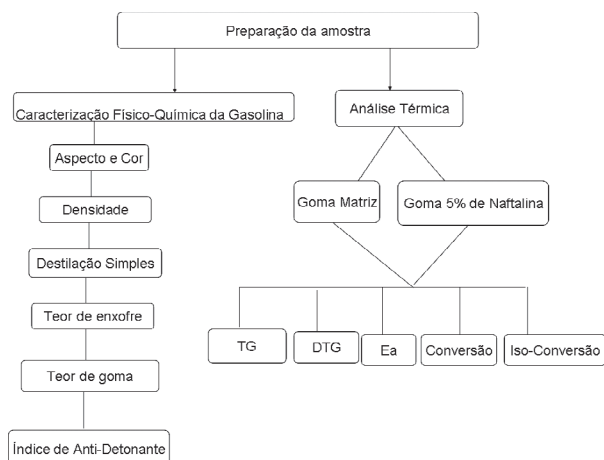 Preparação da amostra
Caracterização Físico-Química da Gasolina
Análise Térmica
Aspecto e Cor
Densidade
Destilação Simples
Teor de enxofre
Teor de goma
Índice de Anti-Detonante
Goma Matriz
Goma 5% de Naftalina
TG
DTG
Ea
Conversão
Iso-Conversão